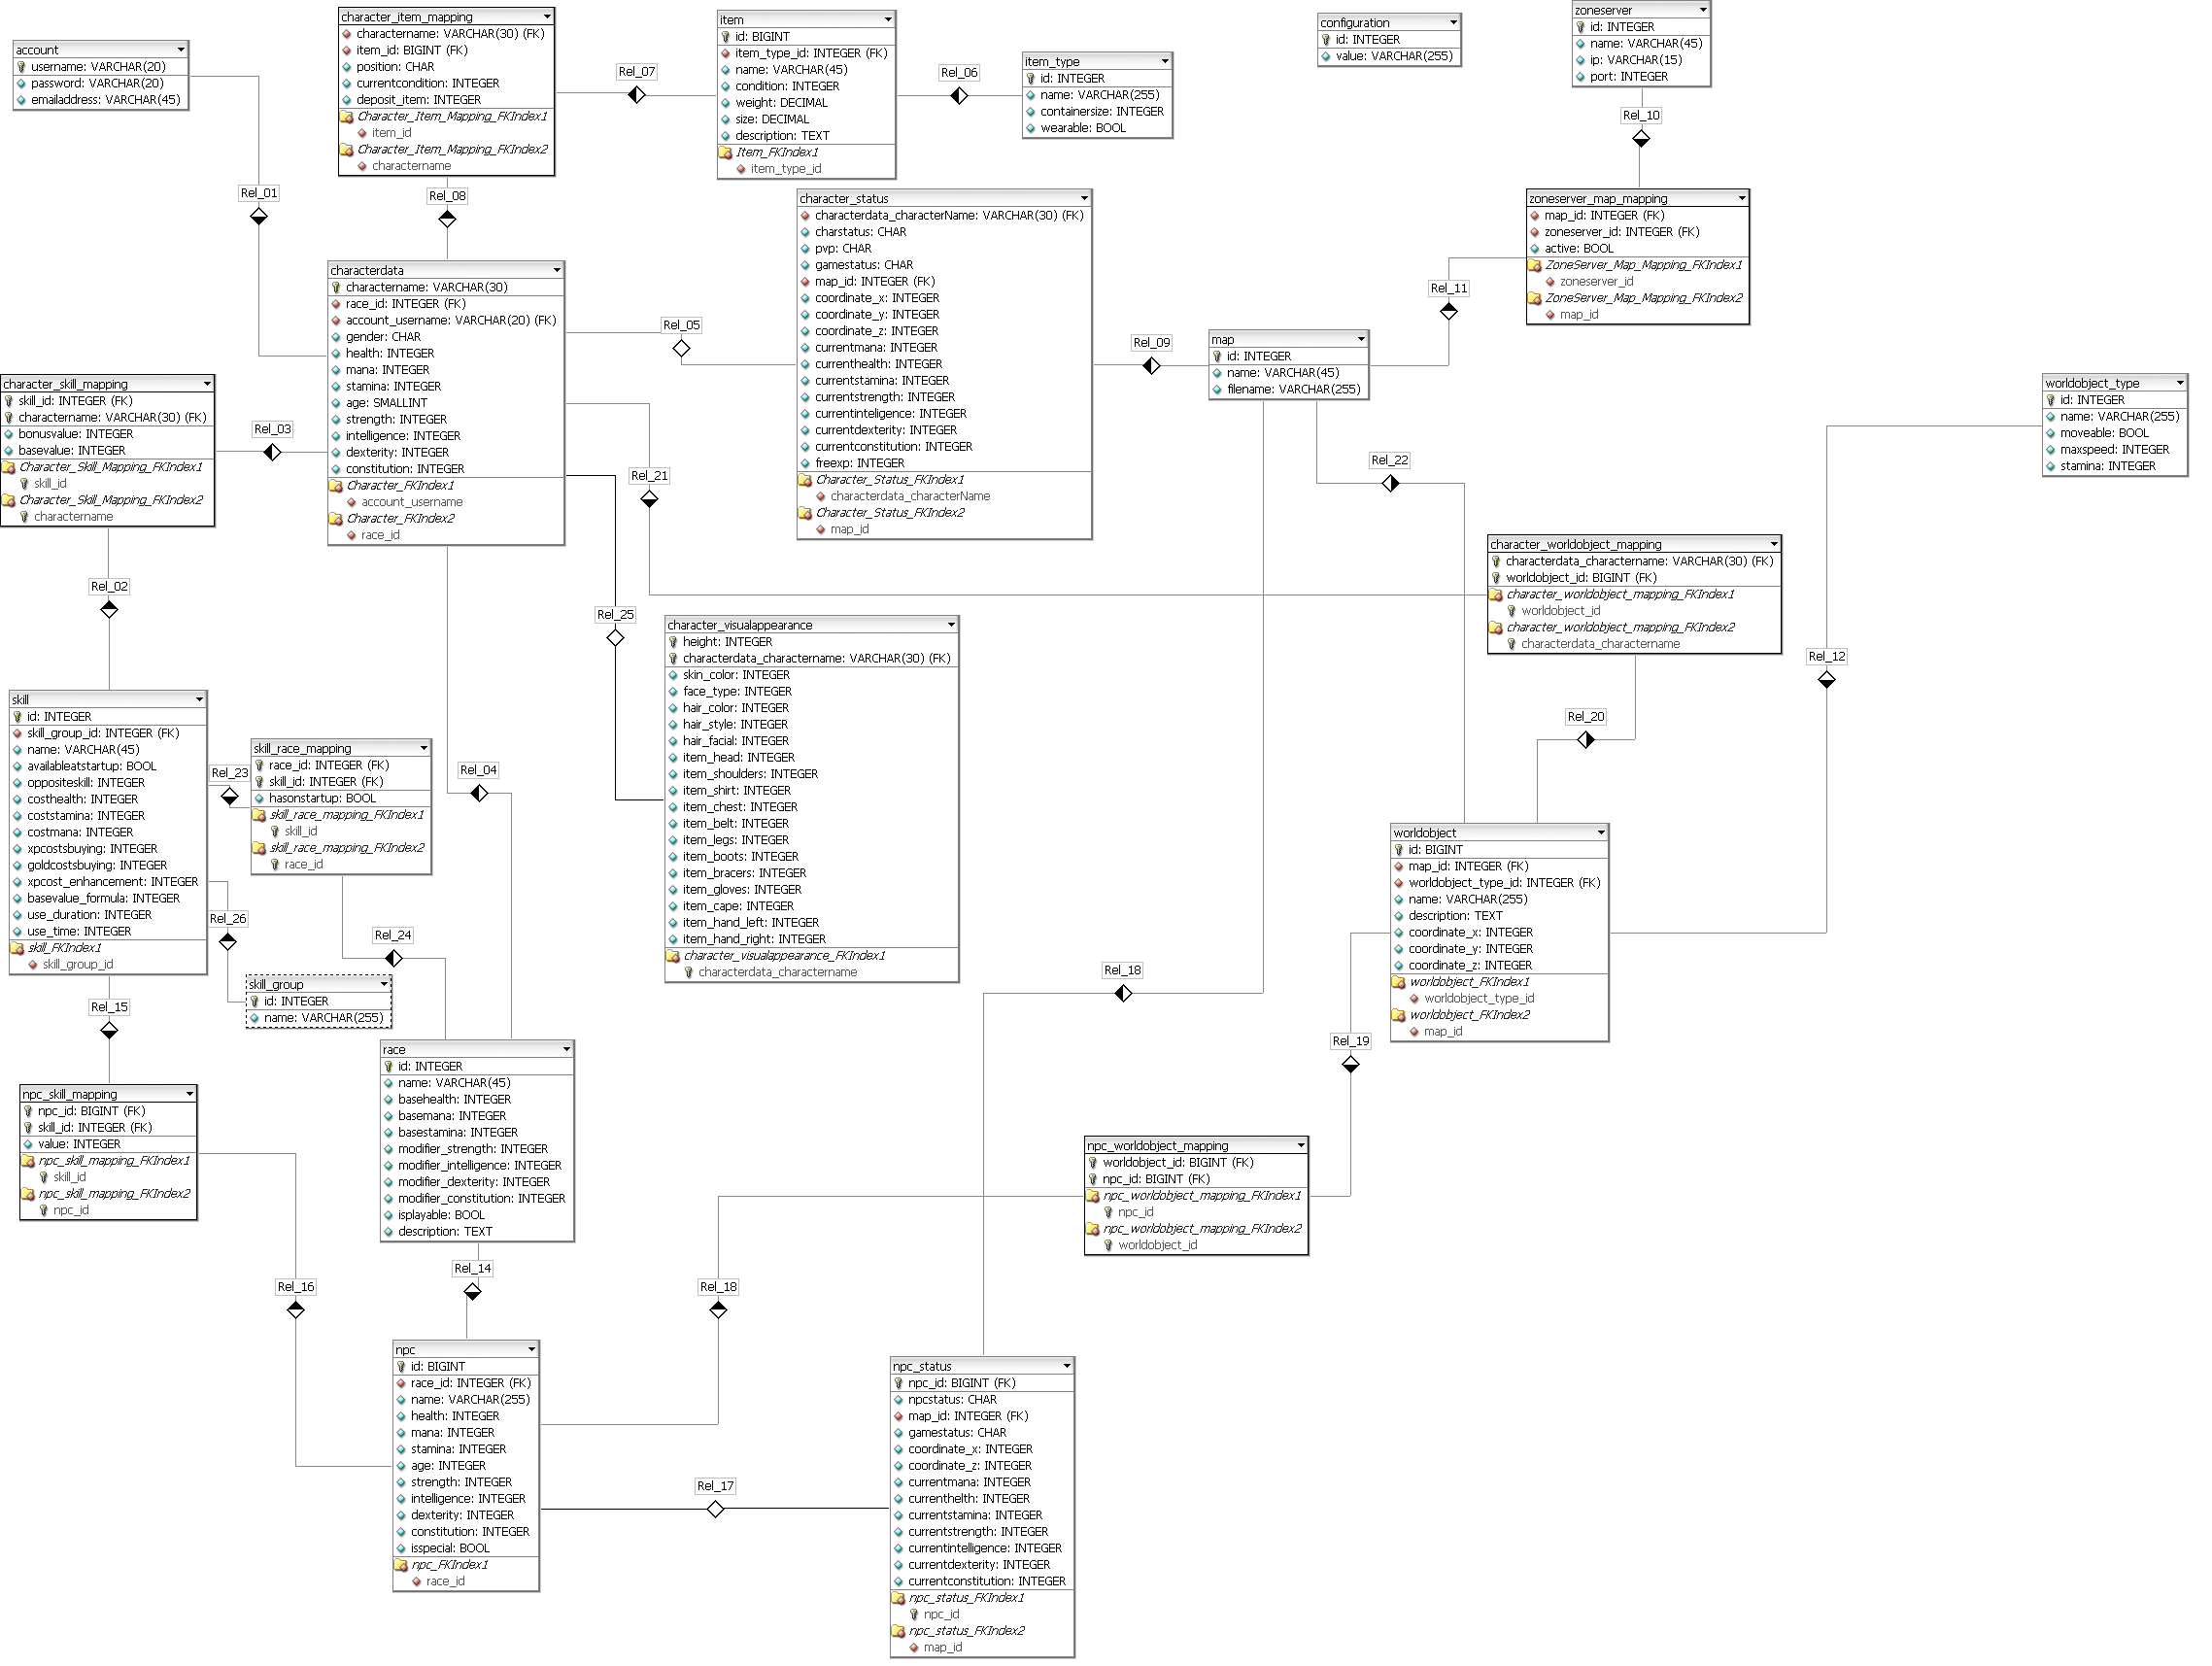 account
username: VARCHAR(20)
password: VARCHAR(20)
emailaddress: VARCHAR(45)
Rel_01
character_item_mapping
charactername: VARCHAR(30) (FK)
item_id: BIGINT (FK)
position: CHAR
currentcondition: INTEGER
deposit_item: INTEGER
Character_Item_Mapping_FKIndex1
item_id
Character_Item_Mapping_FKIndex2
charactername
Rel_07
Rel_08
item
id: BIGINT
item_type_id: INTEGER (FK)
name: VARCHAR(45)
condition: INTEGER
weight: DECIMAL
size: DECIMAL
description: TEXT
Item_FKIndex1
item_type_id
Rel_06
item_type
id: INTEGER
name: VARCHAR(255)
containersize: INTEGER
wearable: BOOL
configuration
id: INTEGER
value: VARCHAR(255)
zoneserver
id: INTEGER
name: VARCHAR(45)
ip: VARCHAR(15)
port: INTEGER
Rel_10
zoneserver_map_mapping
map_id: INTEGER (FK)
zoneserver_id: INTEGER (FK)
active: BOOL
ZoneServer_Map_Mapping_FKIndex1
zoneserver_id
ZoneServer_Map_Mapping_FKIndex2
map_id
Rel_11
characterdata
charactername: VARCHAR(30)
race_id: INTEGER (FK)
account_username: VARCHAR(20) (FK)
gender: CHAR
health: INTEGER
mana: INTEGER
stamina: INTEGER
age: SMALLINT
strength: INTEGER
intelligence: INTEGER
dexterity: INTEGER
constitution: INTEGER
Character_FKIndex1
account_username
Character_FKIndex2
race_id
Rel_05
character_status
characterdata_characterName: VARCHAR(30) (FK)
charstatus: CHAR
pvp: CHAR
gamestatus: CHAR
map_id: INTEGER (FK)
coordinate_x: INTEGER
coordinate_y: INTEGER
coordinate_z: INTEGER
currentmana: INTEGER
currenthealth: INTEGER
currentstamina: INTEGER
currentstrength: INTEGER
currentinteligence: INTEGER
currentdexterity: INTEGER
currentconstitution: INTEGER
freexp: INTEGER
Character_Status_FKIndex1
characterdata_characterName
Character_Status_FKIndex2
map_id
Rel_09
map
id: INTEGER
name: VARCHAR(45)
filename: VARCHAR(255)
Rel_22
worldobject_type
id: INTEGER
name: VARCHAR(255)
moveable: BOOL
maxspeed: INTEGER
stamina: INTEGER
Rel_12
character_skill_mapping
skill_id: INTEGER (FK)
charactername: VARCHAR(30) (FK)
bonusvalue: INTEGER
basevalue: INTEGER
Character_Skill_Mapping_FKIndex1
skill_id
Character_Skill_Mapping_FKIndex2
charactername
Rel_03
Rel_21
Rel_02
Rel_25
character_worldobject_mapping
characterdata_charactername: VARCHAR(30) (FK)
worldobject_id: BIGINT (FK)
character_worldobject_mapping_FKIndex1
worldobject_id
character_worldobject_mapping_FKIndex2
characterdata_charactername
Rel_20
character_visualappearance
height: INTEGER
characterdata_charactername: VARCHAR(30) (FK)
skin_color: INTEGER
face_type: INTEGER
hair_color: INTEGER
hair_style: INTEGER
hair_facial: INTEGER
item_head: INTEGER
item_shoulders: INTEGER
item_shirt: INTEGER
item_chest: INTEGER
item_belt: INTEGER
item_legs: INTEGER
item_boots: INTEGER
item_bracers: INTEGER
item_gloves: INTEGER
item_cape: INTEGER
item_hand_left: INTEGER
item_hand_right: INTEGER
character_visualappearance_FKIndex1
characterdata_charactername
skill
id: INTEGER
skill_group_id: INTEGER (FK)
name: VARCHAR(45)
availableatstartup: BOOL
oppositeskill: INTEGER
costhealth: INTEGER
coststamina: INTEGER
costmana: INTEGER
xpcostsbuying: INTEGER
goldcostsbuying: INTEGER
xpcost_enhancement: INTEGER
basevalue_formula: INTEGER
use_duration: INTEGER
use_time: INTEGER
skill_FKIndex1
skill_group_id
Rel_23
skill_race_mapping
race_id: INTEGER (FK)
skill_id: INTEGER (FK)
hasonstartup: BOOL
skill_race_mapping_FKIndex1
skill_id
skill_race_mapping_FKIndex2
race_id
Rel_04
Rel_26
Rel_24
skill_group
id: INTEGER
name: VARCHAR(255)
Rel_15
worldobject
id: BIGINT
map_id: INTEGER (FK)
worldobject_type_id: INTEGER (FK)
name: VARCHAR(255)
description: TEXT
coordinate_x: INTEGER
coordinate_y: INTEGER
coordinate_z: INTEGER
worldobject_FKIndex1
worldobject_type_id
worldobject_FKIndex2
map_id
Rel_18
Rel_19
race
id: INTEGER
name: VARCHAR(45)
basehealth: INTEGER
basemana: INTEGER
basestamina: INTEGER
modifier_strength: INTEGER
modifier_intelligence: INTEGER
modifier_dexterity: INTEGER
modifier_constitution: INTEGER
isplayable: BOOL
description: TEXT
npc_skill_mapping
npc_id: BIGINT (FK)
skill_id: INTEGER (FK)
value: INTEGER
npc_skill_mapping_FKIndex1
skill_id
npc_skill_mapping_FKIndex2
npc_id
npc_worldobject_mapping
worldobject_id: BIGINT (FK)
npc_id: BIGINT (FK)
npc_worldobject_mapping_FKIndex1
npc_id
npc_worldobject_mapping_FKIndex2
worldobject_id
Rel_14
Rel_16
Rel_18
npc
id: BIGINT
race_id: INTEGER (FK)
name: VARCHAR(255)
health: INTEGER
mana: INTEGER
stamina: INTEGER
age: INTEGER
strength: INTEGER
intelligence: INTEGER
dexterity: INTEGER
constitution: INTEGER
isspecial: BOOL
npc_FKIndex1
race_id
Rel_17
npc_status
npc_id: BIGINT (FK)
npcstatus: CHAR
map_id: INTEGER (FK)
gamestatus: CHAR
coordinate_x: INTEGER
coordinate_z: INTEGER
currentmana: INTEGER
currenthelth: INTEGER
currentstamina: INTEGER
currentstrength: INTEGER
currentintelligence: INTEGER
currentdexterity: INTEGER
currentconstitution: INTEGER
npc_status_FKIndex1
npc_id
npc_status_FKIndex2
map_id